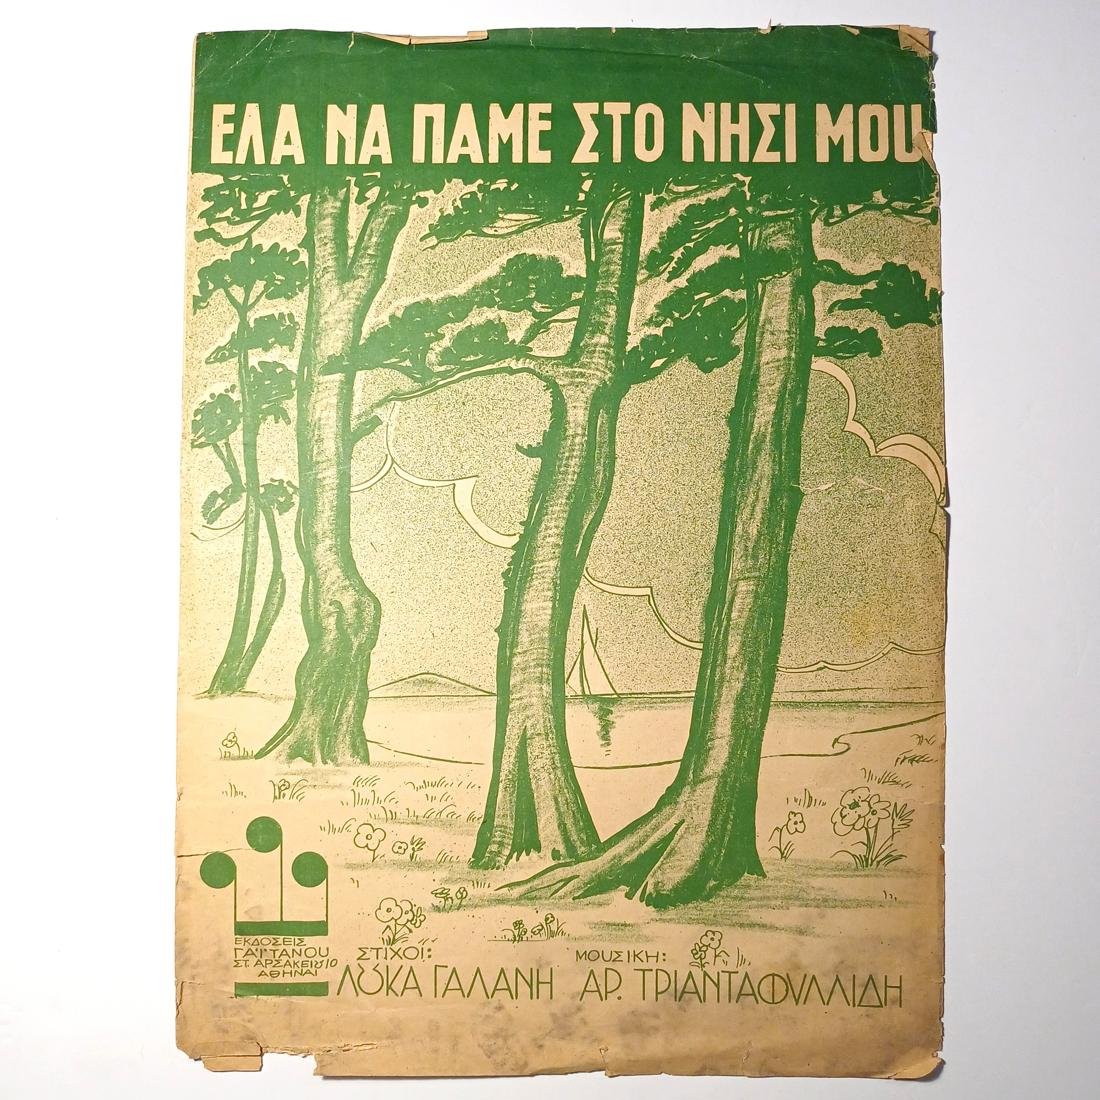 ΕΛΑ ΝΑ ΠΑΜΕ ΣΤΟ ΝΗΣΙ ΜΟΥ
ΕΚΔΟΣΕΙΣ
ΓΑΪΤΑΝΟΥ
ΣΤ. ΑΡΣΑΚΕΙΟΥ 10
ΑΘΗΝΑΙ
ΣΤΙΧΟΙ:
ΛΟΥΚΑ ΓΑΛΑΝΗ
ΜΟΥΣΙΚΗ:
ΑΡ. ΤΡΙΑΝΤΑΦΥΛΛΙΔΗ